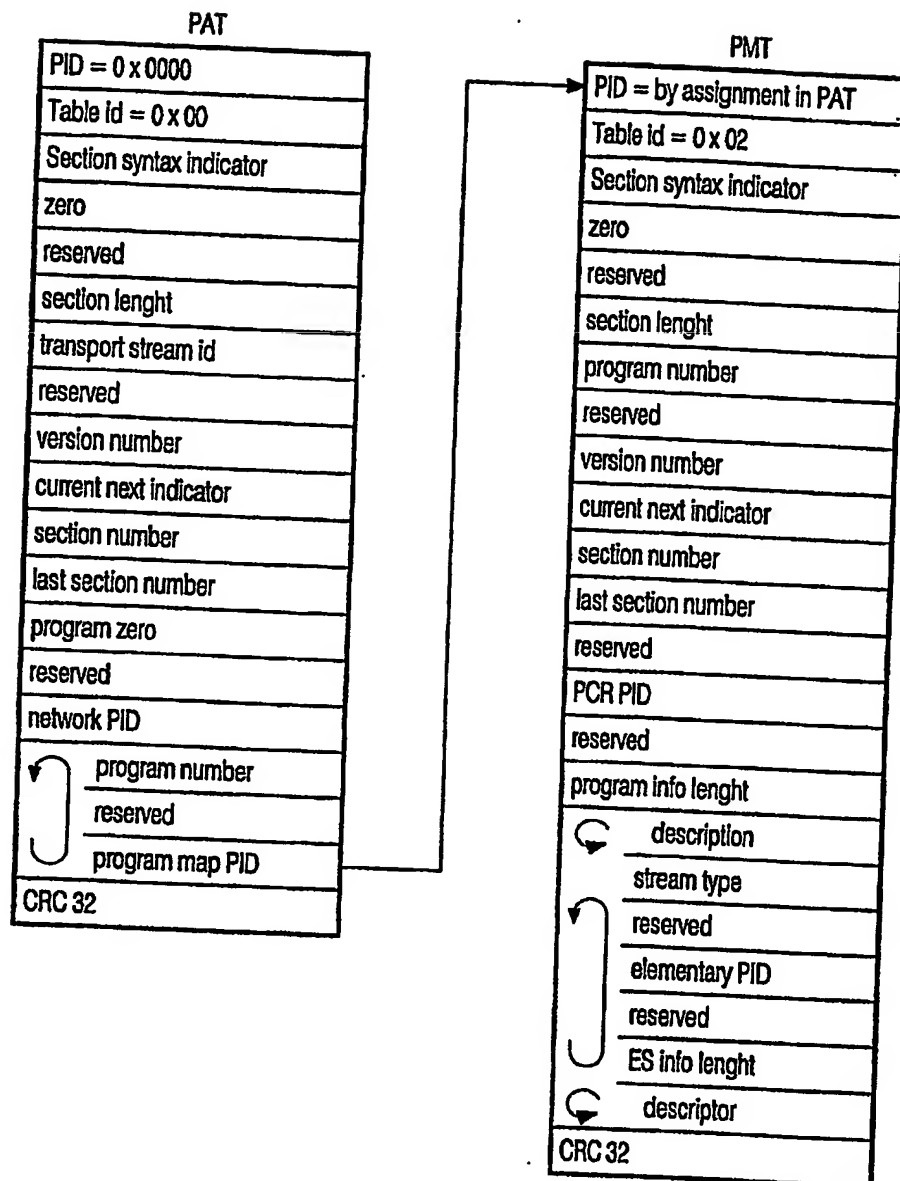 PAT
PID = 0 x 0000
Table id = 0 x 00
Section syntax indicator
zero
reserved
section lenght
transport stream id
reserved
version number
current next indicator
section number
last section number
program zero
reserved
network PID
program number
reserved
program map PID
CRC 32
PMT
PID = by assignment in PAT
Table id = 0 x 02
Section syntax indicator
zero
reserved
section lenght
program number
reserved
version number
current next indicator
section number
last section number
reserved
PCR PID
reserved
program info lenght
description
stream type
reserved
elementary PID
reserved
ES info lenght
descriptor
CRC 32